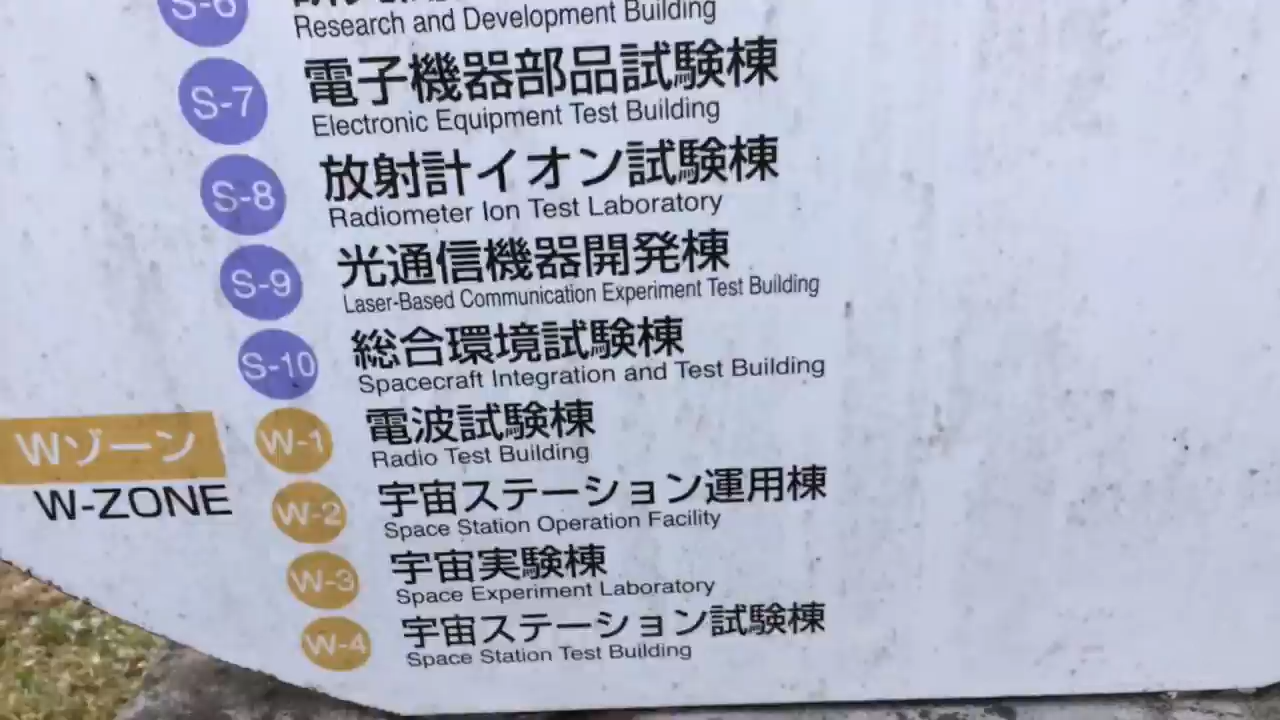 S-6
Research and Development Building
S-7 電子機器部品試験棟
Electronic Equipment Test Building
S-8 放射計イオン試験棟
Radiometer Ion Test Laboratory
S-9 光通信機器開発棟
Laser-Based Communication Experiment Test Building
S-10 総合環境試験棟
Spacecraft Integration and Test Building
Wゾーン W-1 電波試験棟
Radio Test Building
W-ZONE W-2 宇宙ステーション運用棟
Space Station Operation Facility
W-3 宇宙実験棟
Space Experiment Laboratory
W-4 宇宙ステーション試験棟
Space Station Test Building